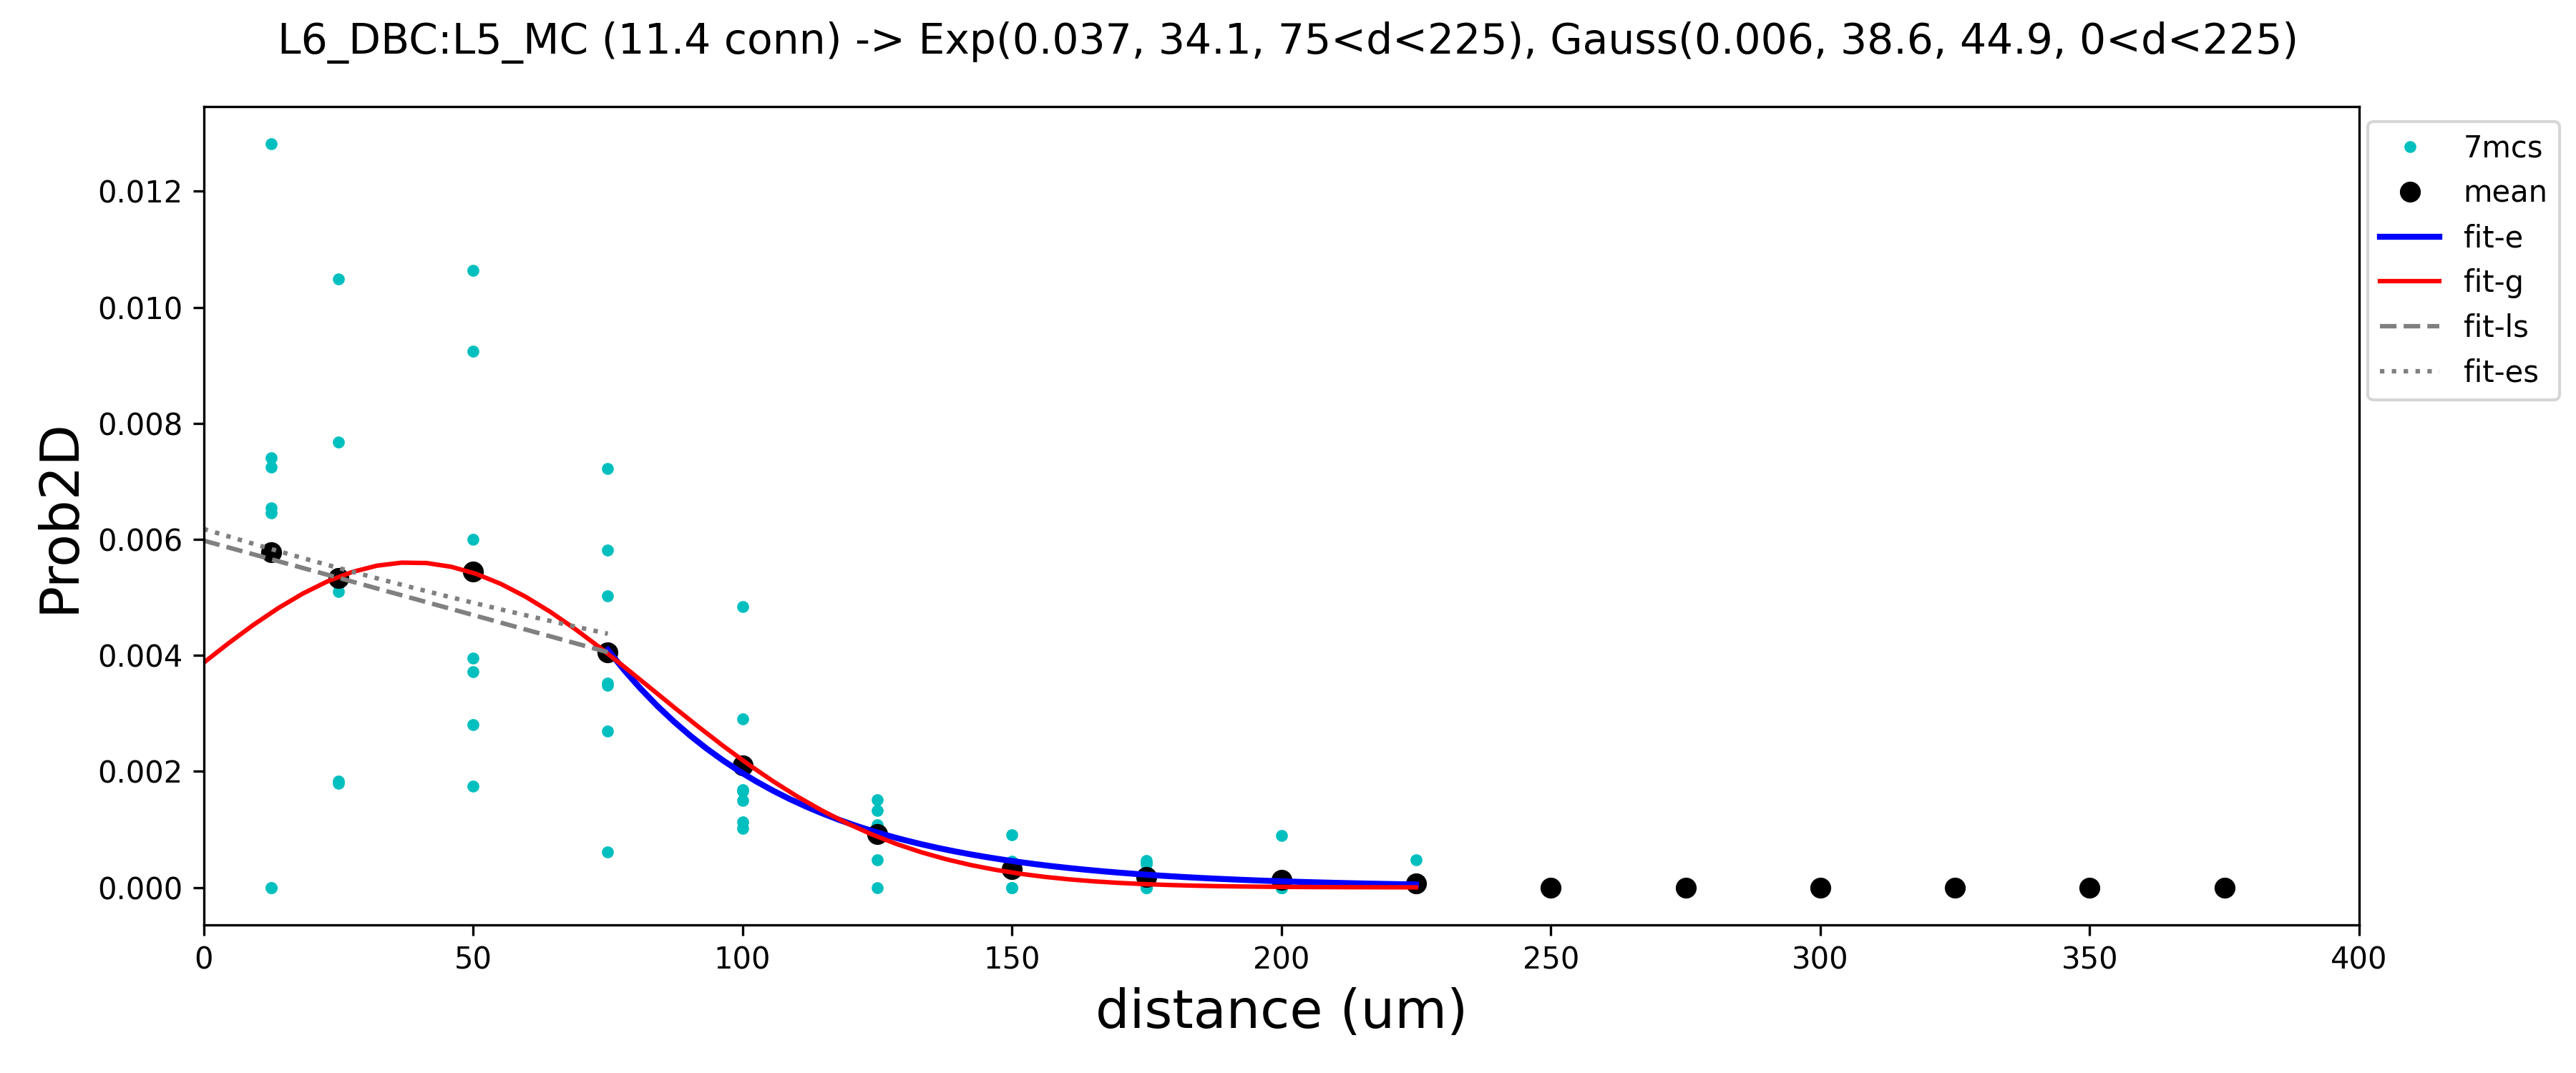 L6_DBC:L5_MC (11.4 conn) -> Exp(0.037, 34.1, 75<d<225), Gauss(0.006, 38.6, 44.9, 0<d<225)
7mcs
mean
fit-e
fit-g
fit-ls
fit-es
Prob2D
0.012
0.010
0.008
0.006
0.004
0.002
0.000
0 50 100 150 200 250 300 350 400
distance (um)